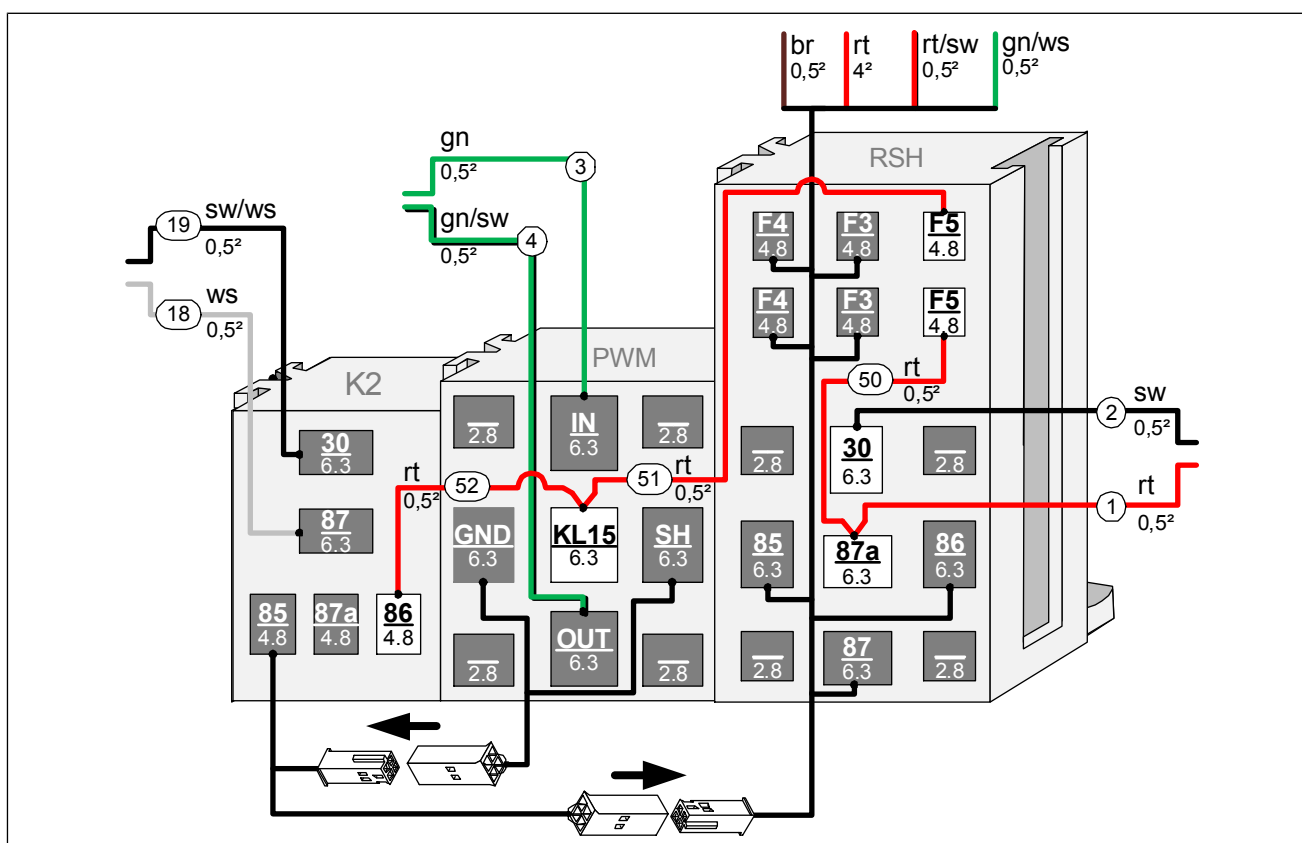 br
0,5²
rt
4²
rt/sw
0,5²
gn/ws
0,5²
gn
0,5²
3
gn/sw
0,5²
4
19
sw/ws
0,5²
18
ws
0,5²
RSH
F4
4.8
F3
4.8
F5
4.8
F4
4.8
F3
4.8
F5
4.8
50
rt
0,5²
2
sw
0,5²
2.8
30
6.3
2.8
1
rt
0,5²
85
6.3
87a
6.3
86
6.3
2.8
87
6.3
2.8
PWM
2.8
IN
6.3
2.8
51
rt
0,5²
GND
6.3
KL15
6.3
SH
6.3
2.8
OUT
6.3
2.8
K2
30
6.3
rt
0,5²
52
87
6.3
85
4.8
87a
4.8
86
4.8